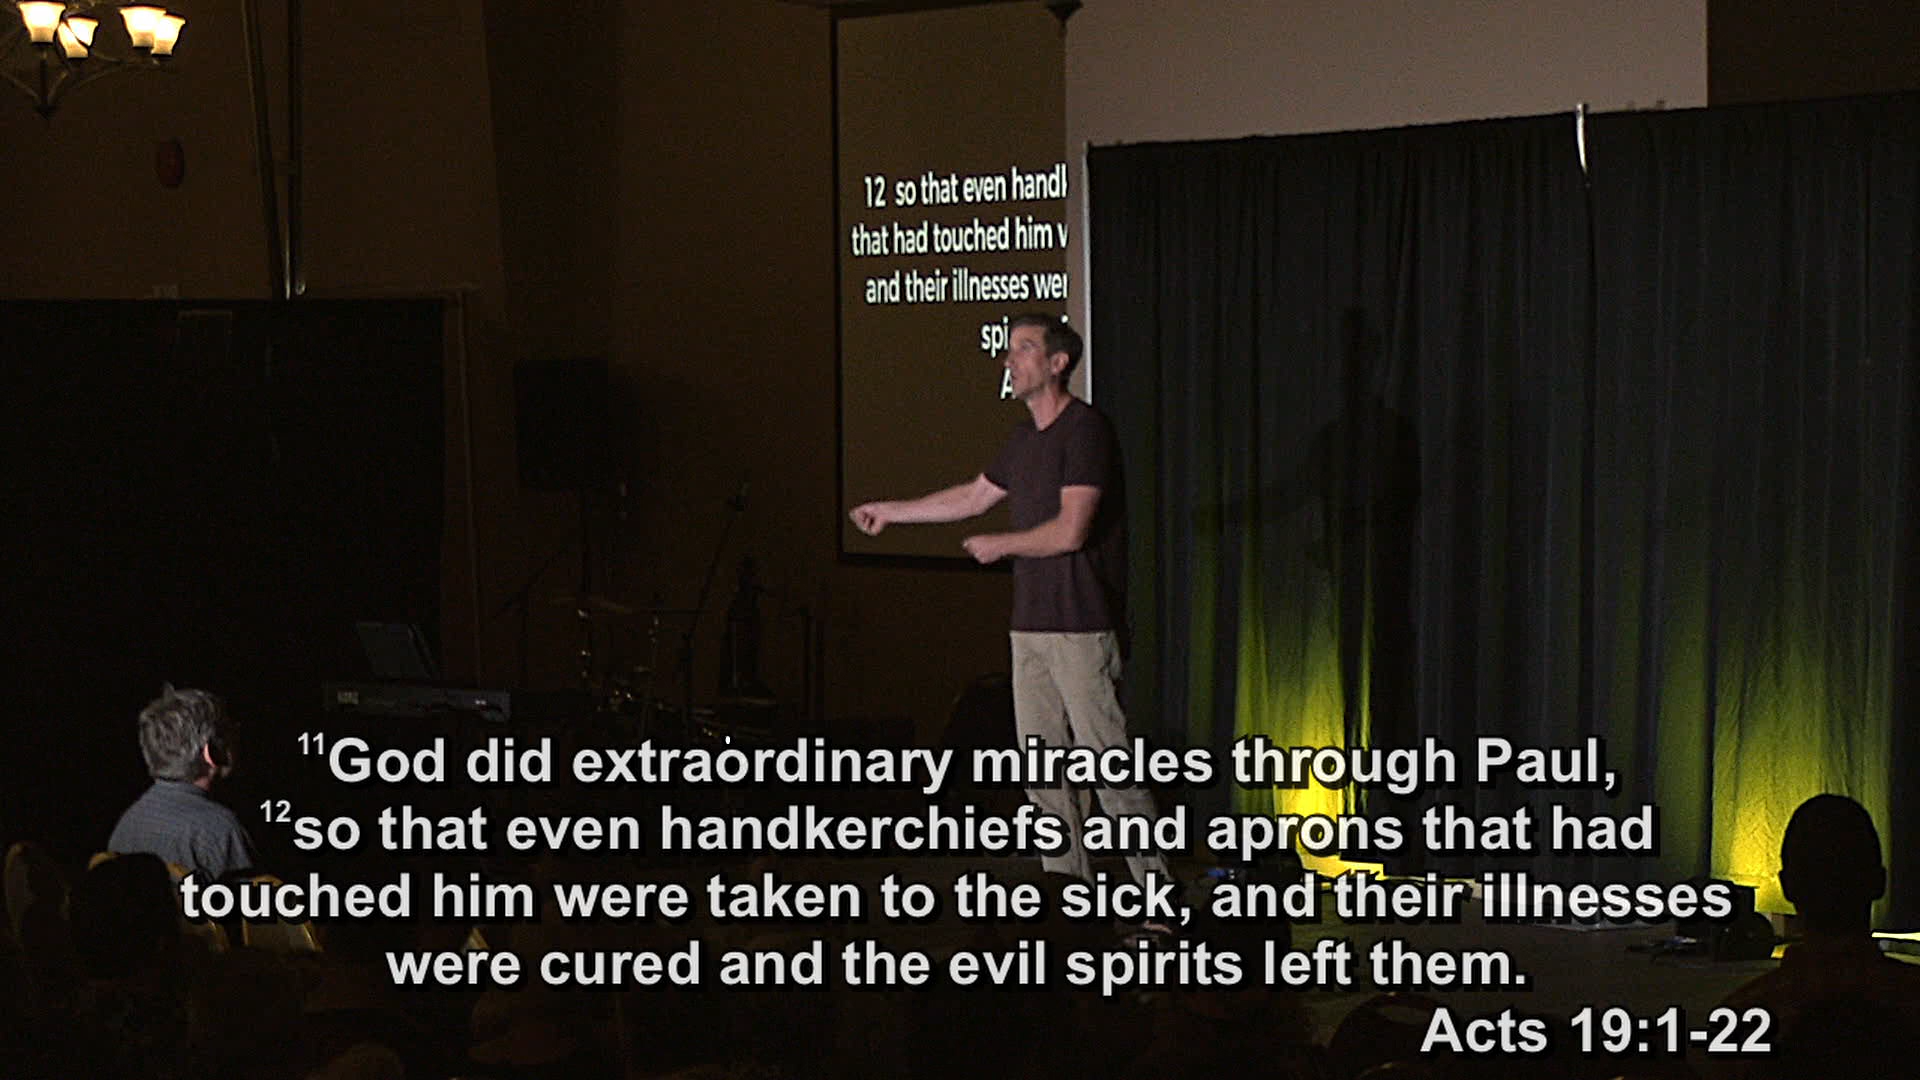 12 so that even
that had touched him
and their illnesses
¹¹God did extraordinary miracles through Paul,
¹²so that even handkerchiefs and aprons that had
touched him were taken to the sick, and their illnesses
were cured and the evil spirits left them.
Acts 19:1-22